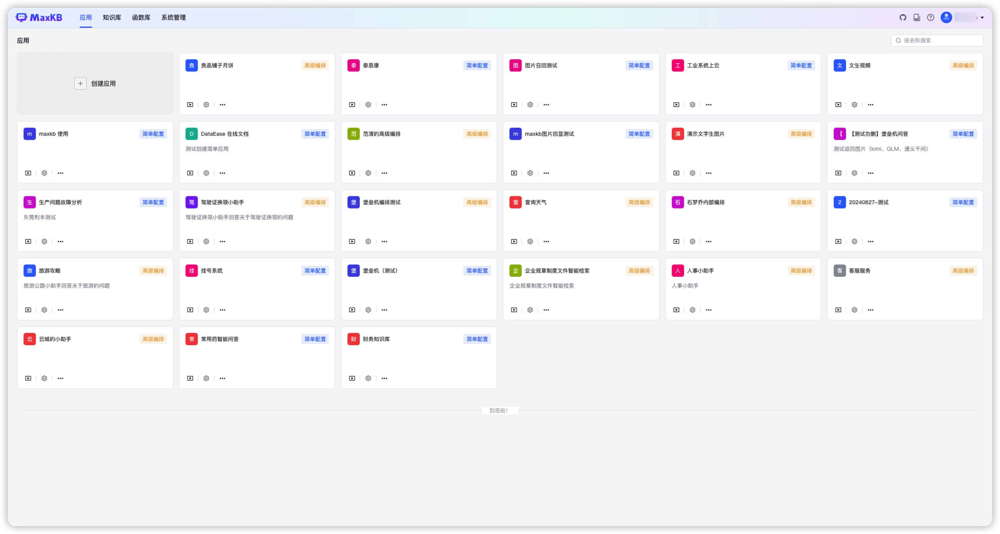 MaxKB 应用 知识库 函数库 系统管理
应用
按名称搜索
创建应用
良 良品铺子月饼 高级编排
泰 泰恩康 简单配置
图 图片召回测试 简单配置
工 工业系统上云 简单配置
文 文生视频 高级编排
m maxkb 使用 简单配置
D DataEase 在线文档 简单配置
测试创建简单应用
范 范清的高级编排 高级编排
m maxkb图片回显测试 简单配置
演 演示文字生图片 高级编排
【 【测试勿删】堡垒机问答 简单配置
测试返回图片（kimi、GLM、通义千问）
生 生产问题故障分析 简单配置
东莞利丰测试
驾 驾驶证换领小助手 高级编排
驾驶证换领小助手回答关于驾驶证换领的问题
堡 堡垒机编排测试 高级编排
查 查询天气 高级编排
石 石梦乔内部编排 高级编排
2 20240827-测试 简单配置
旅 旅游攻略 高级编排
旅游公路小助手回答关于旅游的问题
挂 挂号系统 简单配置
堡 堡垒机（测试） 简单配置
企 企业规章制度文件智能检索 高级编排
企业规章制度文件智能检索
人 人事小助手 高级编排
人事小助手
客 客服服务 高级编排
云 云城的小助手 高级编排
常 常用药智能问答 简单配置
财 财务知识库 简单配置
到底啦！